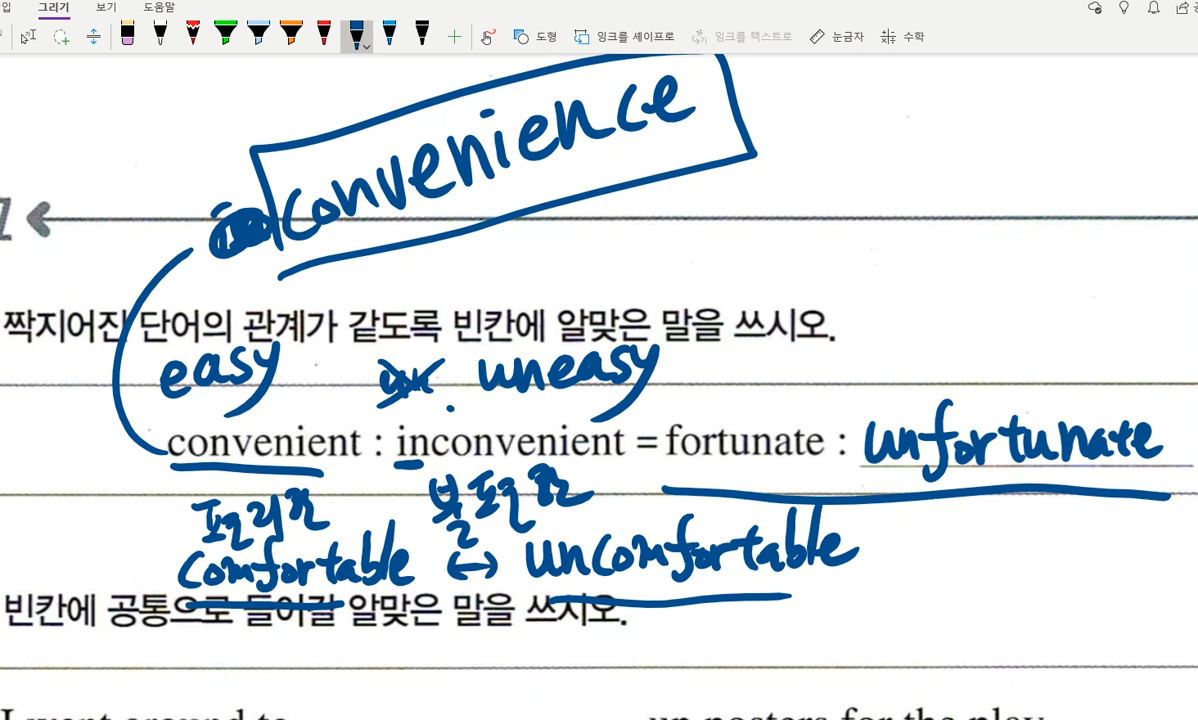 그리기 보기 도움말
도형 잉크를 셰이프로 잉크를 텍스트로 눈금자 수학
convenience
짝지어진 단어의 관계가 같도록 빈칸에 알맞은 말을 쓰시오.
easy uneasy
convenient : inconvenient = fortunate : unfortunate
편리한 불편한
comfortable ↔ uncomfortable
빈칸에 공통으로 들어갈 알맞은 말을 쓰시오.
I went around to up posters for the play